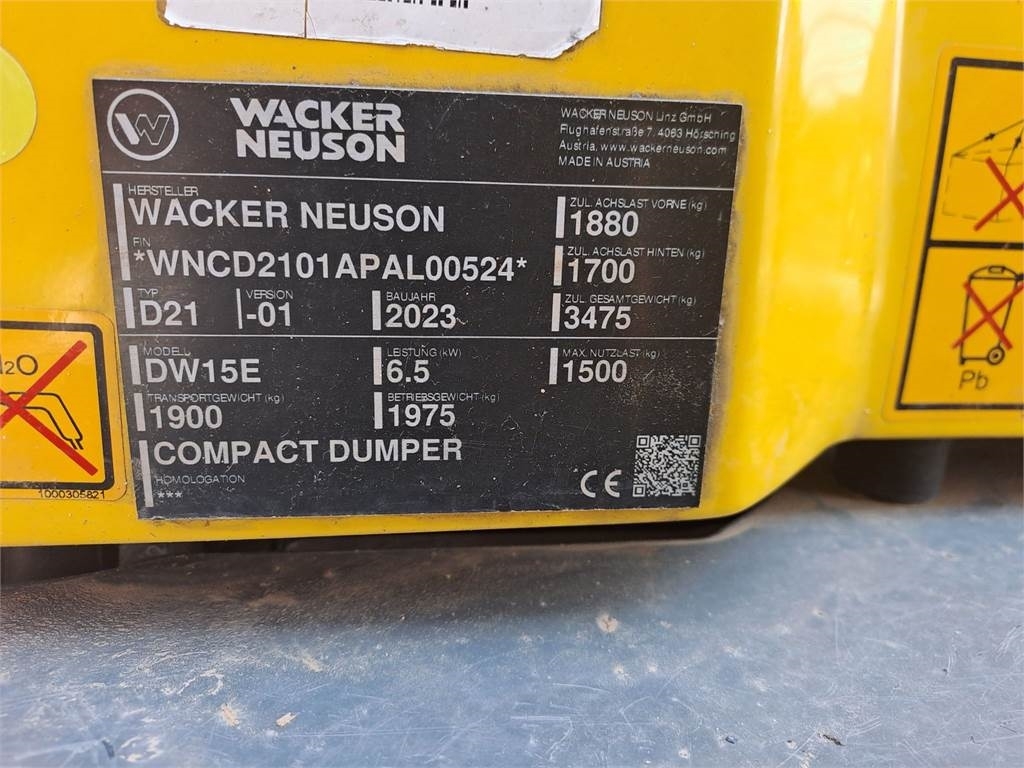 WACKER
NEUSON
WACKER NEUSON Linz GmbH
Flughafenstraße 7, 4063 Hörsching
Austria, www.wackerneuson.com
MADE IN AUSTRIA
HERSTELLER
WACKER NEUSON
ZUL. ACHSLAST VORNE (kg)
1880
FIN
*WNCD2101APAL00524*
ZUL. ACHSLAST HINTEN (kg)
1700
TYP VERSION BAUJAHR ZUL. GESAMTGEWICHT (kg)
D21 -01 2023 3475
MODELL LEISTUNG (kW) MAX. NUTZLAST (kg)
DW15E 6.5 1500
TRANSPORTGEWICHT (kg) BETRIEBSGEWICHT (kg)
1900 1975
COMPACT DUMPER
HOMOLOGATION
***
CE
H2O
1000305821
Pb